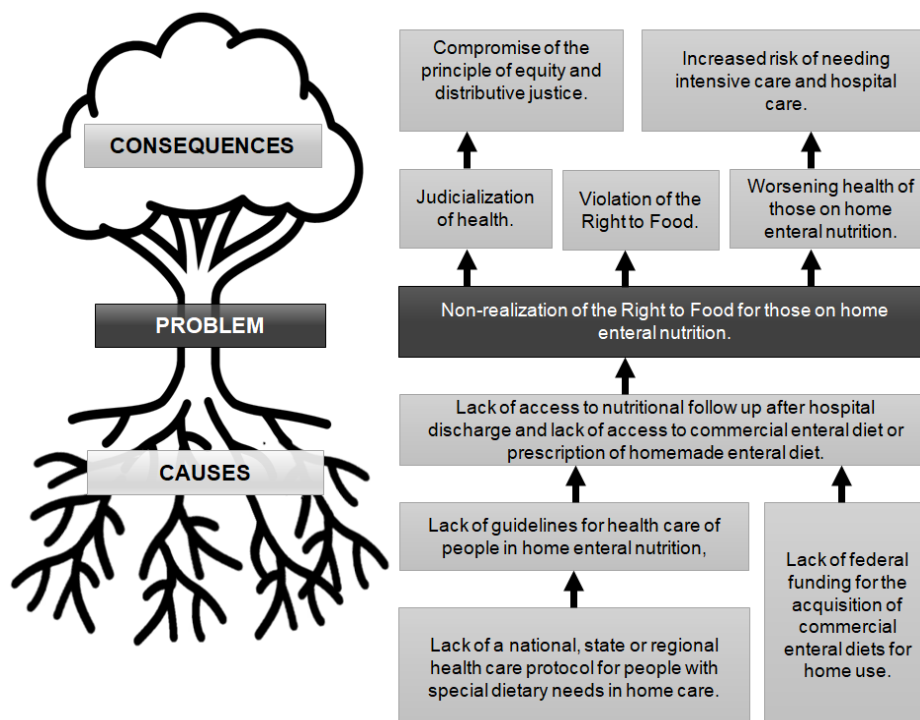 CONSEQUENCES
PROBLEM
CAUSES
Compromise of the
principle of equity and
distributive justice.
Increased risk of needing
intensive care and hospital
care.
Judicialization
of health.
Violation of the
Right to Food.
Worsening health of
those on home
enteral nutrition.
Non-realization of the Right to Food for those on home
enteral nutrition.
Lack of access to nutritional follow up after hospital
discharge and lack of access to commercial enteral diet or
prescription of homemade enteral diet.
Lack of guidelines for health care of
people in home enteral nutrition,
Lack of federal
funding for the
acquisition of
commercial
enteral diets for
home use.
Lack of a national, state or regional
health care protocol for people with
special dietary needs in home care.